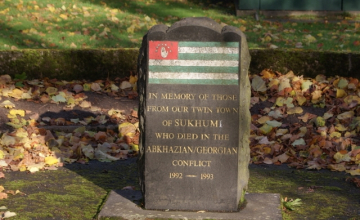 IN MEMORY OF THOSE
FROM OUR TWIN TOWN
OF SUKHUMI
WHO DIED IN THE
ABKHAZIAN/GEORGIAN
CONFLICT
1992 — 1993